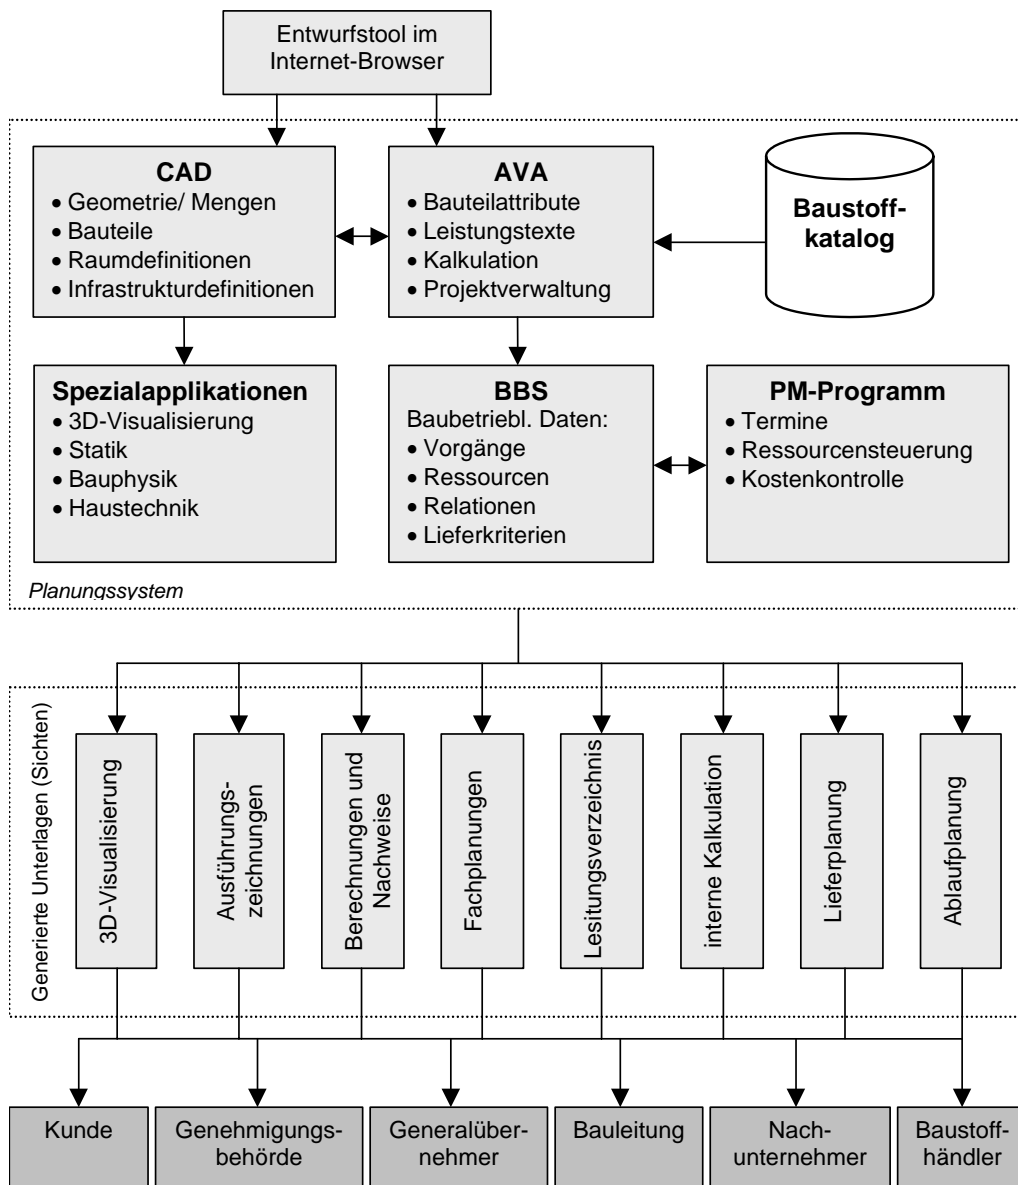 Entwurfstool im
Internet-Browser
CAD
• Geometrie/ Mengen
• Bauteile
• Raumdefinitionen
• Infrastrukturdefinitionen
AVA
• Bauteilattribute
• Leistungstexte
• Kalkulation
• Projektverwaltung
Baustoff-
katalog
Spezialapplikationen
• 3D-Visualisierung
• Statik
• Bauphysik
• Haustechnik
BBS
Baubetriebl. Daten:
• Vorgänge
• Ressourcen
• Relationen
• Lieferkriterien
PM-Programm
• Termine
• Ressourcensteuerung
• Kostenkontrolle
Planungssystem
Generierte Unterlagen (Sichten)
3D-Visualisierung
Ausführungs-
zeichnungen
Berechnungen und
Nachweise
Fachplanungen
Lesitungsverzeichnis
interne Kalkulation
Lieferplanung
Ablaufplanung
Kunde
Genehmigungs-
behörde
Generalüber-
nehmer
Bauleitung
Nach-
unternehmer
Baustoff-
händler